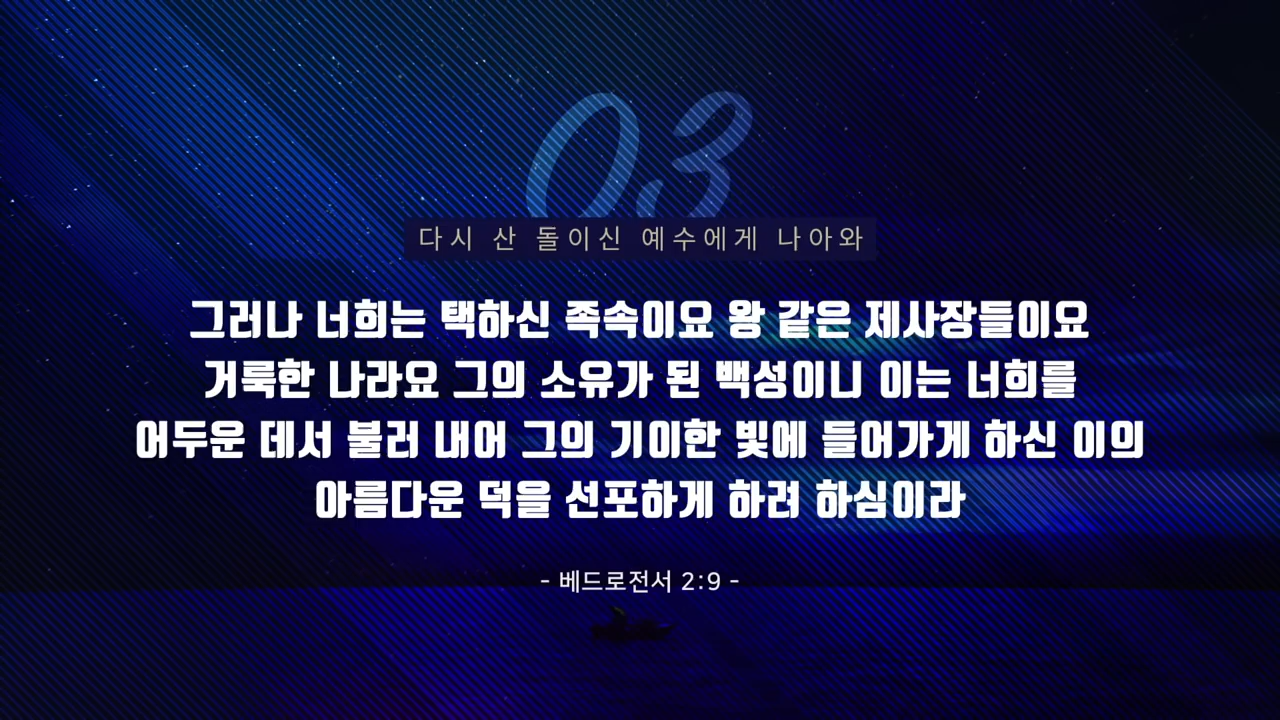 03
다시 산 돌이신 예수에게 나아와
그러나 너희는 택하신 족속이요 왕 같은 제사장들이요
거룩한 나라요 그의 소유가 된 백성이니 이는 너희를
어두운 데서 불러 내어 그의 기이한 빛에 들어가게 하신 이의
아름다운 덕을 선포하게 하려 하심이라
- 베드로전서 2:9 -